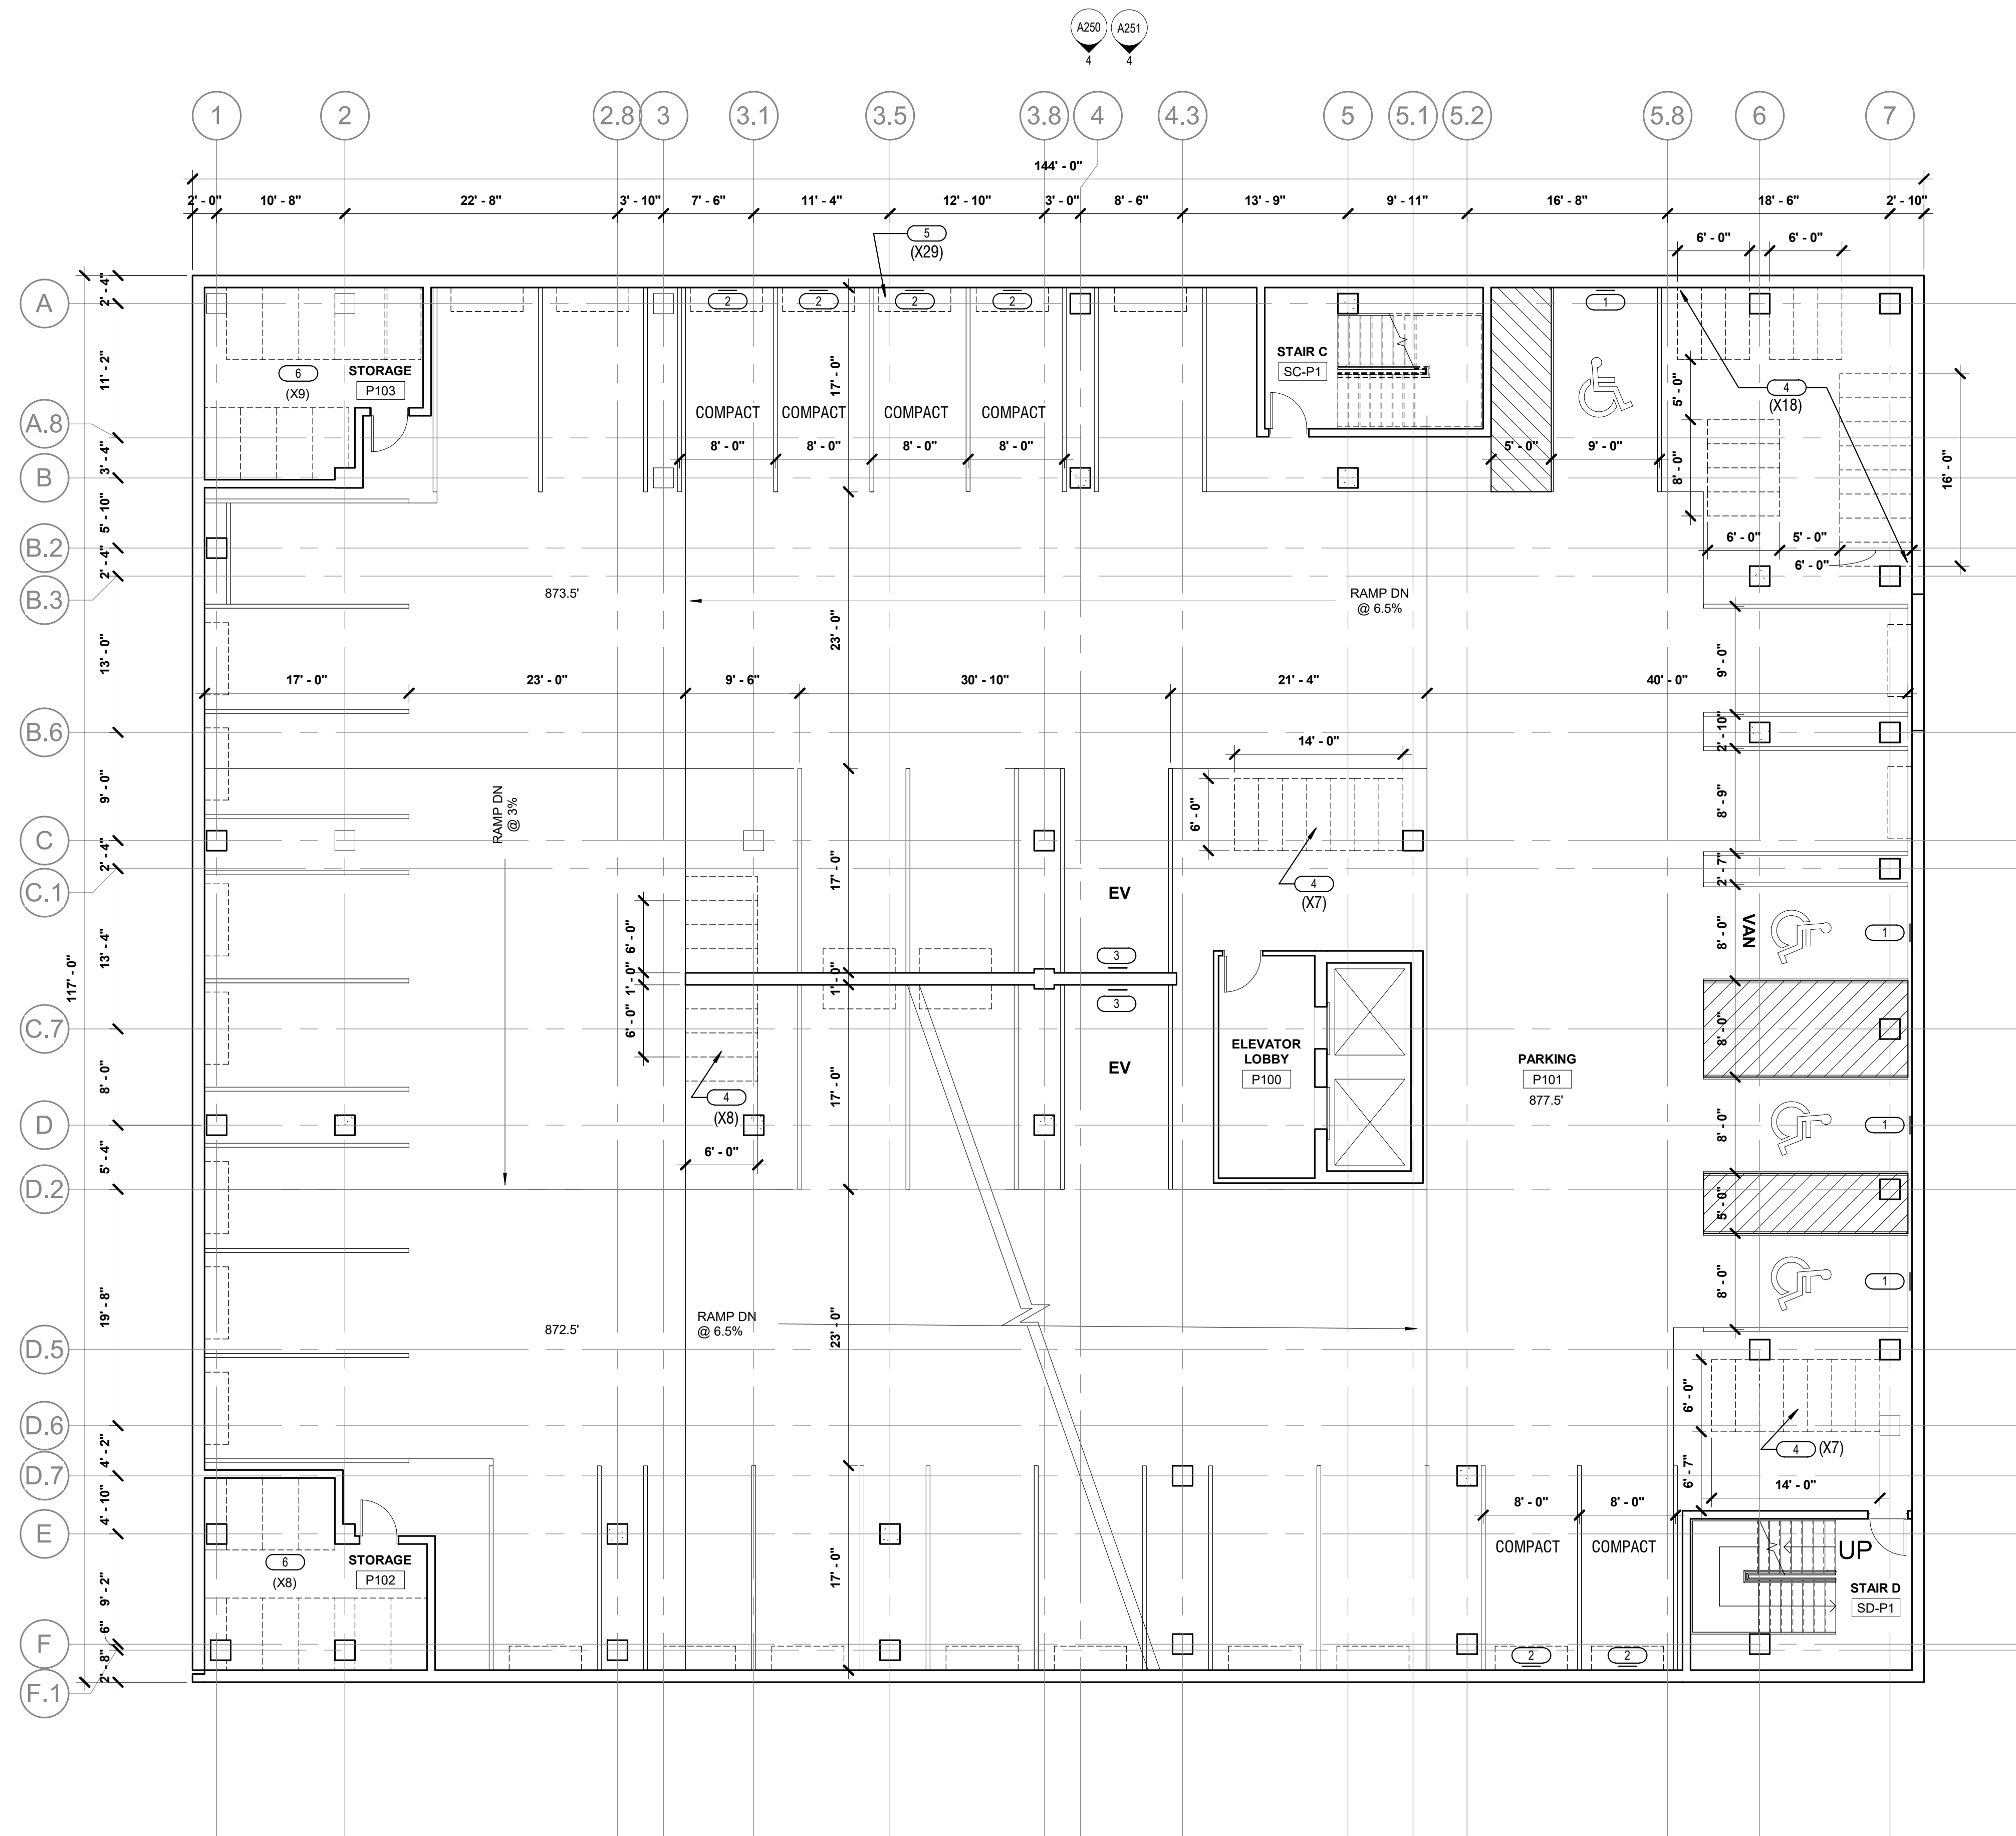 A250 A251
4 4
1 2 2.8 3 3.1 3.5 3.8 4 4.3 5 5.1 5.2 5.8 6 7
144' - 0"
2' - 0" 10' - 8" 22' - 8" 3' - 10" 7' - 6" 11' - 4" 12' - 10" 3' - 0" 8' - 6" 13' - 9" 9' - 11" 16' - 8" 18' - 6" 2' - 10"
5
(X29)
6' - 0" 6' - 0"
A
A.8
B
B.2
B.3
B.6
C
C.1
C.7
D
D.2
D.5
D.6
D.7
E
F
F.1
117' - 0"
2' - 4"
11' - 2"
3' - 4"
5' - 10"
2' - 4"
13' - 0"
9' - 0"
2' - 4"
13' - 4"
8' - 0"
5' - 4"
19' - 8"
4' - 2"
4' - 10"
9' - 2"
6"
2' - 8"
2 2 2 2
1
STORAGE
P103
6
(X9)
17' - 0"
COMPACT COMPACT COMPACT COMPACT
8' - 0" 8' - 0" 8' - 0" 8' - 0"
STAIR C
SC-P1
5' - 0" 9' - 0"
4
(X18)
5' - 0"
8' - 0"
16' - 0"
6' - 0" 5' - 0"
6' - 0"
873.5'
RAMP DN
@ 6.5%
23' - 0"
17' - 0" 23' - 0" 9' - 6" 30' - 10" 21' - 4" 40' - 0"
9' - 0"
2' - 10"
8' - 9"
2' - 7"
8' - 0"
8' - 0"
8' - 0"
5' - 0"
8' - 0"
RAMP DN
@ 3%
14' - 0"
6' - 0"
4
(X7)
17' - 0"
EV
3
3
EV
1' - 0"
17' - 0"
6' - 0"
1' - 0"
6' - 0"
4
(X8)
6' - 0"
VAN
1
1
1
ELEVATOR
LOBBY
P100
PARKING
P101
877.5'
872.5'
RAMP DN
@ 6.5%
23' - 0"
17' - 0"
6' - 0"
6' - 7"
4 (X7)
14' - 0"
8' - 0" 8' - 0"
COMPACT COMPACT
2 2
6
(X8)
STORAGE
P102
UP
STAIR D
SD-P1